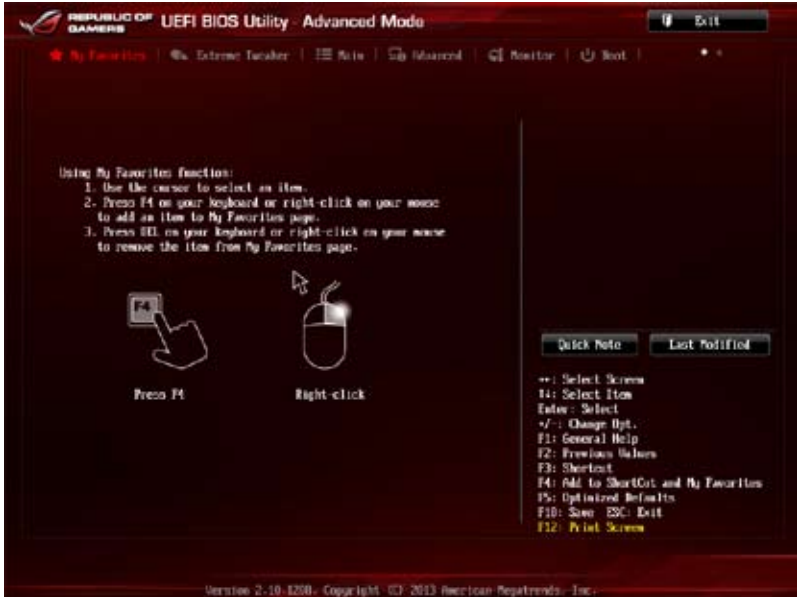 REPUBLIC OF GAMERS UEFI BIOS Utility - Advanced Mode
Exit
My Favorites Extreme Tweaker Main Advanced Monitor Boot
Using My Favorites function:
1. Use the cursor to select an item.
2. Press F4 on your keyboard or right-click on your mouse
to add an item to My Favorites page.
3. Press DEL on your keyboard or right-click on your mouse
to remove the item from My Favorites page.
F4
Press F4
Right-click
Quick Note
Last Modified
→←: Select Screen
↑↓: Select Item
Enter: Select
+/-: Change Opt.
F1: General Help
F2: Previous Values
F3: Shortcut
F4: Add to ShortCut and My Favorites
F5: Optimized Defaults
F10: Save ESC: Exit
F12: Print Screen
Version 2.10.1208. Copyright (C) 2013 American Megatrends, Inc.